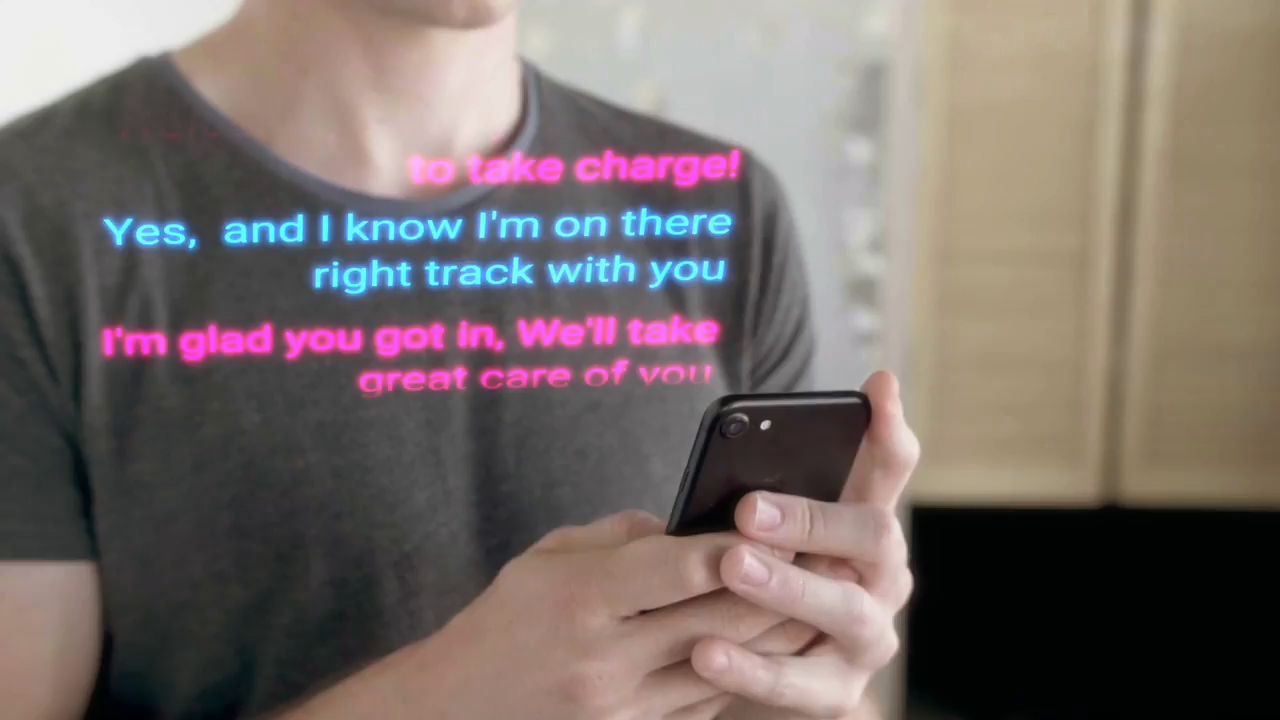 to take charge!
Yes, and I know I'm on there
right track with you
I'm glad you got in, We'll take
great care of you